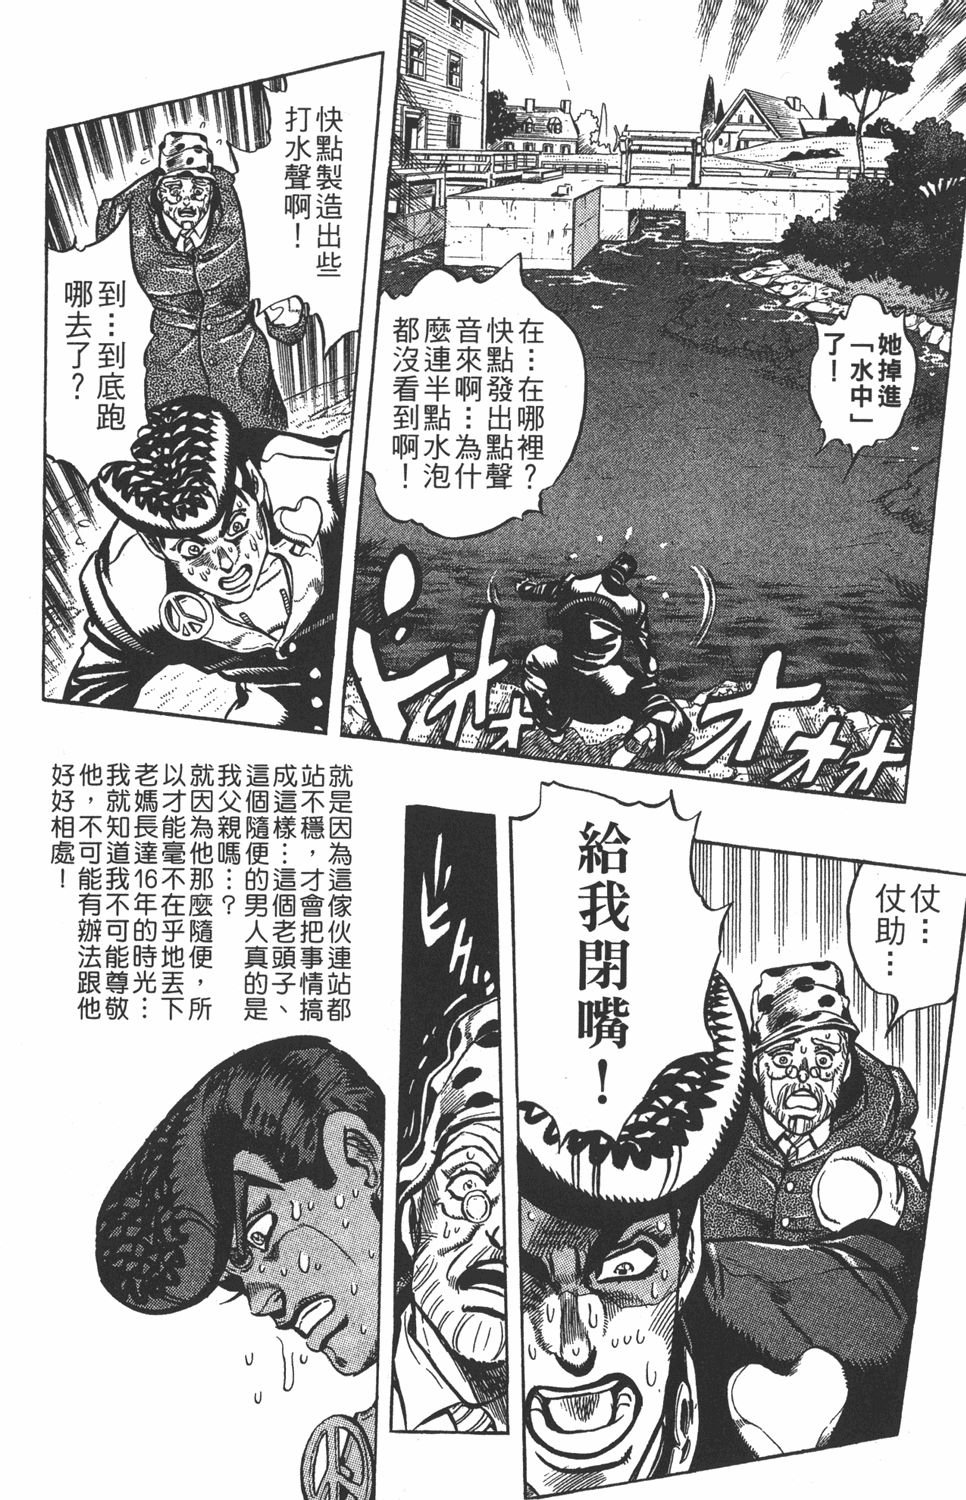 她掉進
「水中」
了！
在…在哪裡？
快點發出點聲
音來啊…為什
麼連半點水泡
都沒看到啊！
オオオ
オオオ
快點製造出些
打水聲啊！
到…到底跑
哪去了？
仗…
仗助…
給我閉嘴！
就是因為這傢伙連站都
站不穩，才會把事情搞
成這樣…這個老頭子、
這個隨便的男人真的是
我父親嗎…？
就因為他那麼隨便，所
以才能毫不在乎地丟下
老媽長達16年的時光…
我就知道我不可能尊敬
他，不可能有辦法跟他
好好相處！